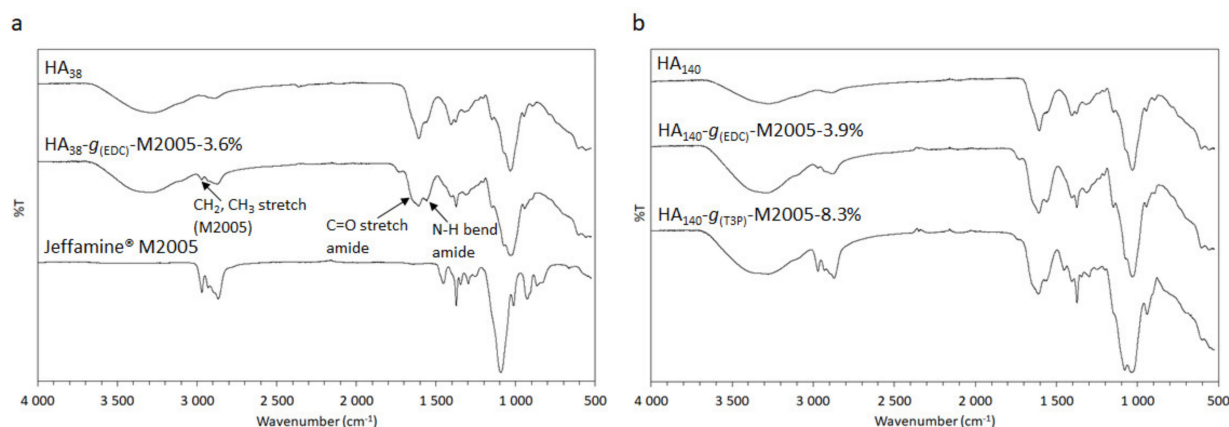 a
HA38
HA38-g(EDC)-M2005-3.6%
CH2, CH3 stretch
(M2005)
C=O stretch
amide
N-H bend
amide
Jeffamine® M2005
%T
4 000 3 500 3 000 2 500 2 000 1 500 1 000 500
Wavenumber (cm-1)
b
HA140
HA140-g(EDC)-M2005-3.9%
HA140-g(T3P)-M2005-8.3%
%T
4 000 3 500 3 000 2 500 2 000 1 500 1 000 500
Wavenumber (cm-1)